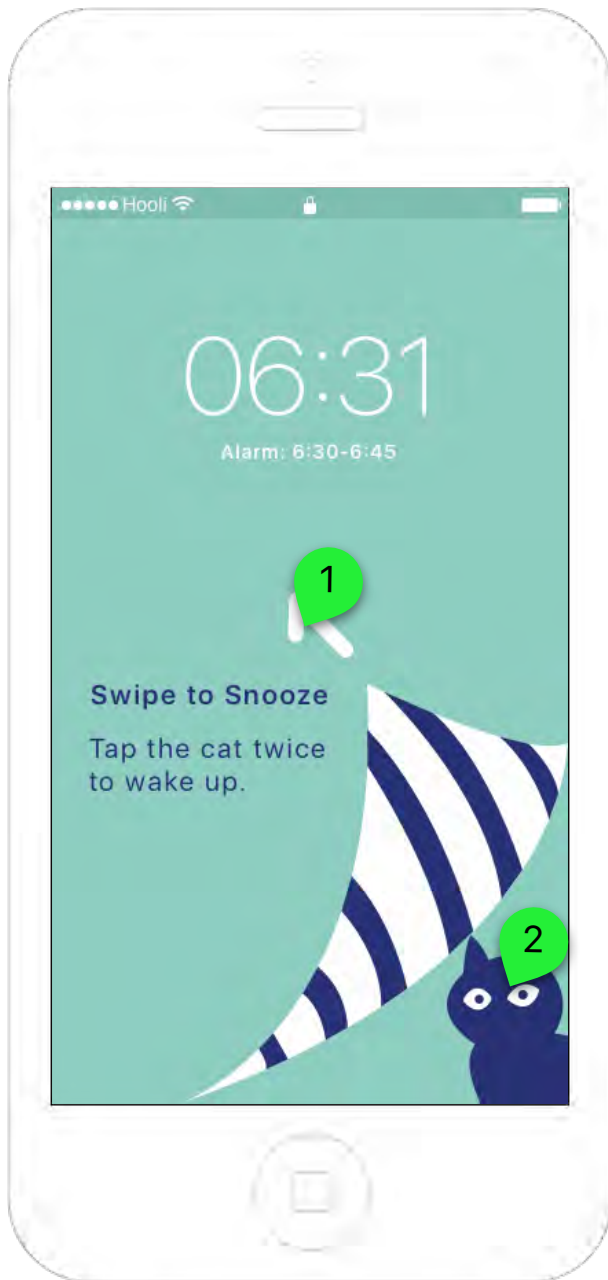 Hooli
06:31
Alarm: 6:30-6:45
1
Swipe to Snooze
Tap the cat twice
to wake up.
2